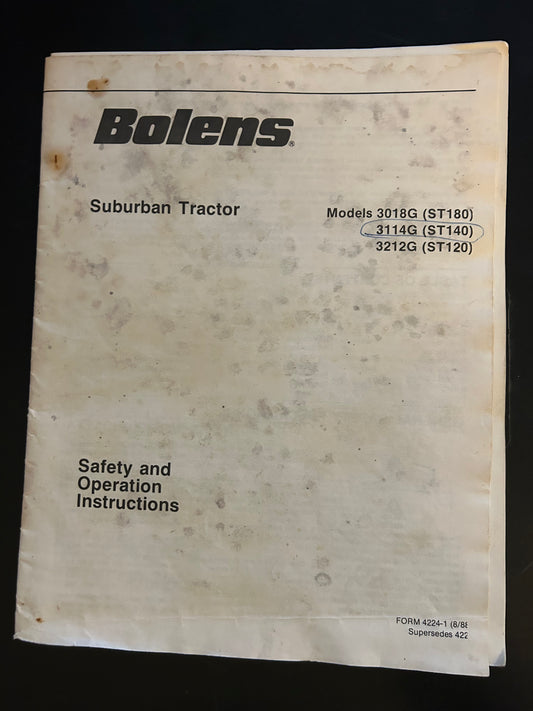 Bolens®
Suburban Tractor
Models 3018G (ST180)
3114G (ST140)
3212G (ST120)
Safety and
Operation
Instructions
FORM 4224-1 (8/88
Supersedes 422